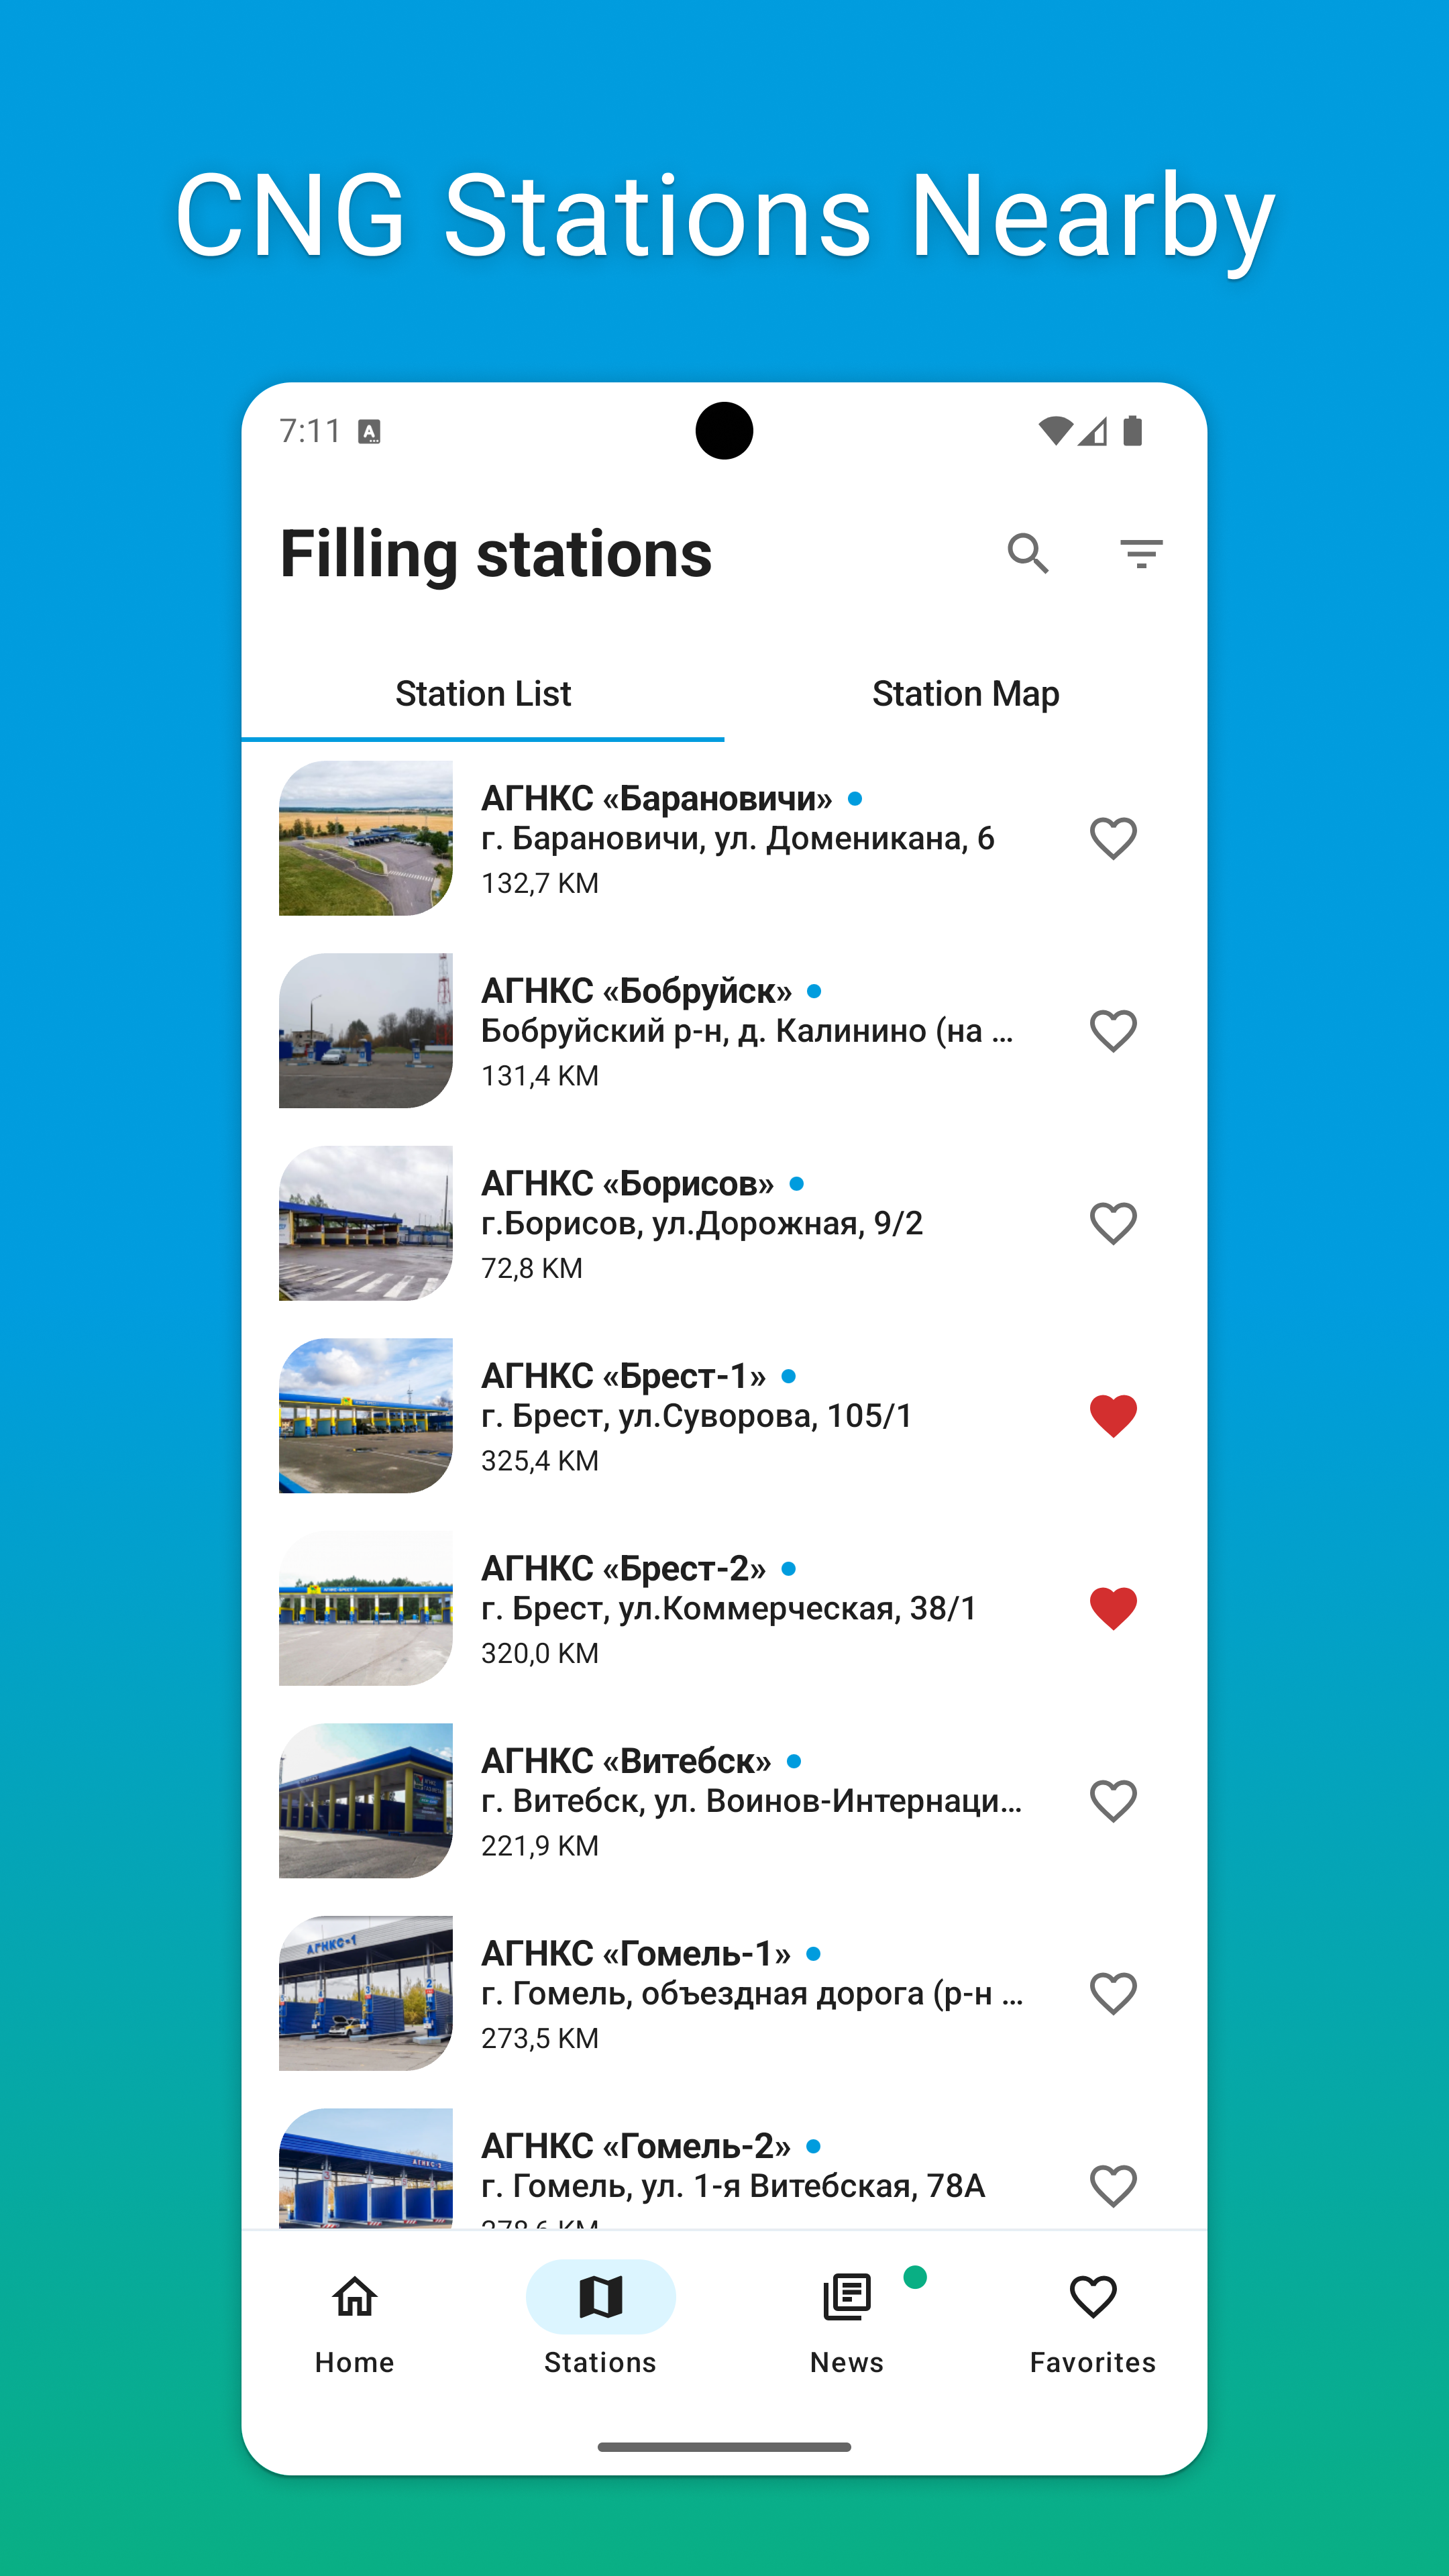 CNG Stations Nearby
7:11
Filling stations
Station List
Station Map
АГНКС «Барановичи»
г. Барановичи, ул. Доменикана, 6
132,7 KM
АГНКС «Бобруйск»
Бобруйский р-н, д. Калинино (на ...
131,4 KM
АГНКС «Борисов»
г.Борисов, ул.Дорожная, 9/2
72,8 KM
АГНКС «Брест-1»
г. Брест, ул.Суворова, 105/1
325,4 KM
АГНКС «Брест-2»
г. Брест, ул.Коммерческая, 38/1
320,0 KM
АГНКС «Витебск»
г. Витебск, ул. Воинов-Интернаци...
221,9 KM
АГНКС-1
АГНКС «Гомель-1»
г. Гомель, объездная дорога (р-н ...
273,5 KM
АГНКС «Гомель-2»
г. Гомель, ул. 1-я Витебская, 78А
Home
Stations
News
Favorites